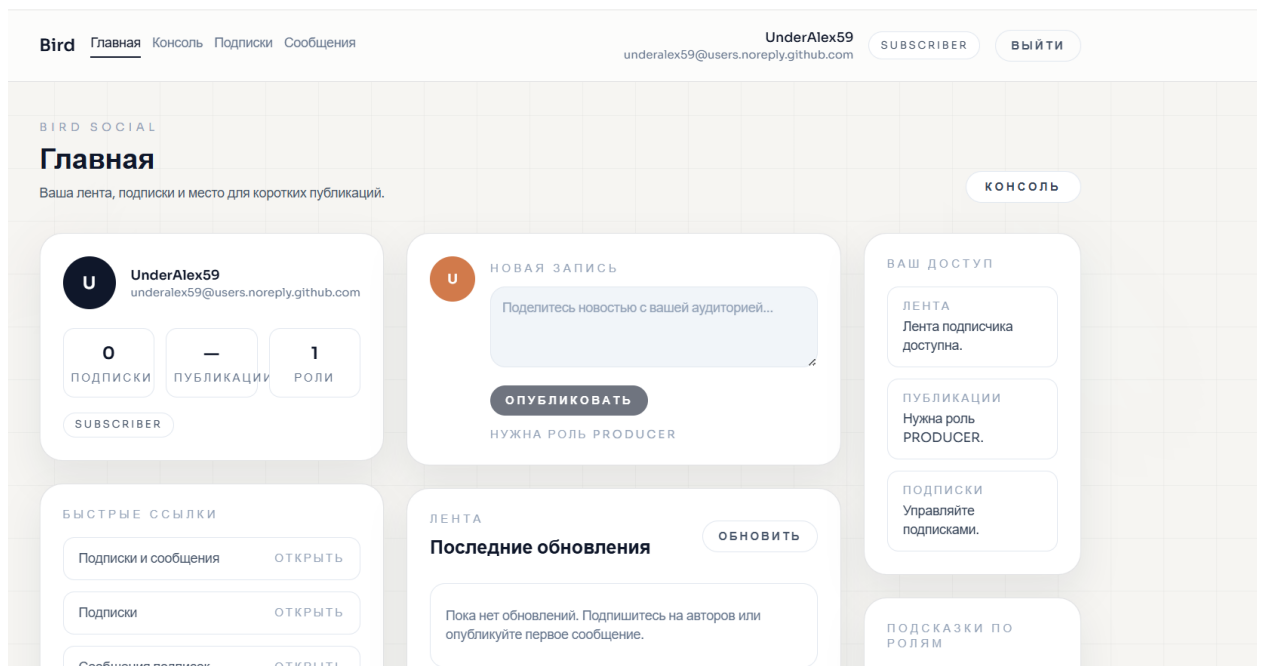 Bird Главная Консоль Подписки Сообщения
UnderAlex59
underalex59@users.noreply.github.com
SUBSCRIBER
ВЫЙТИ
BIRD SOCIAL
Главная
Ваша лента, подписки и место для коротких публикаций.
КОНСОЛЬ
U
UnderAlex59
underalex59@users.noreply.github.com
0
ПОДПИСКИ
—
ПУБЛИКАЦИИ
1
РОЛИ
SUBSCRIBER
БЫСТРЫЕ ССЫЛКИ
Подписки и сообщения ОТКРЫТЬ
Подписки ОТКРЫТЬ
Сообщения подписок ОТКРЫТЬ
U
НОВАЯ ЗАПИСЬ
Поделитесь новостью с вашей аудиторией...
ОПУБЛИКОВАТЬ
НУЖНА РОЛЬ PRODUCER
ЛЕНТА
Последние обновления
ОБНОВИТЬ
Пока нет обновлений. Подпишитесь на авторов или
опубликуйте первое сообщение.
ВАШ ДОСТУП
ЛЕНТА
Лента подписчика
доступна.
ПУБЛИКАЦИИ
Нужна роль
PRODUCER.
ПОДПИСКИ
Управляйте
подписками.
ПОДСКАЗКИ ПО
РОЛЯМ